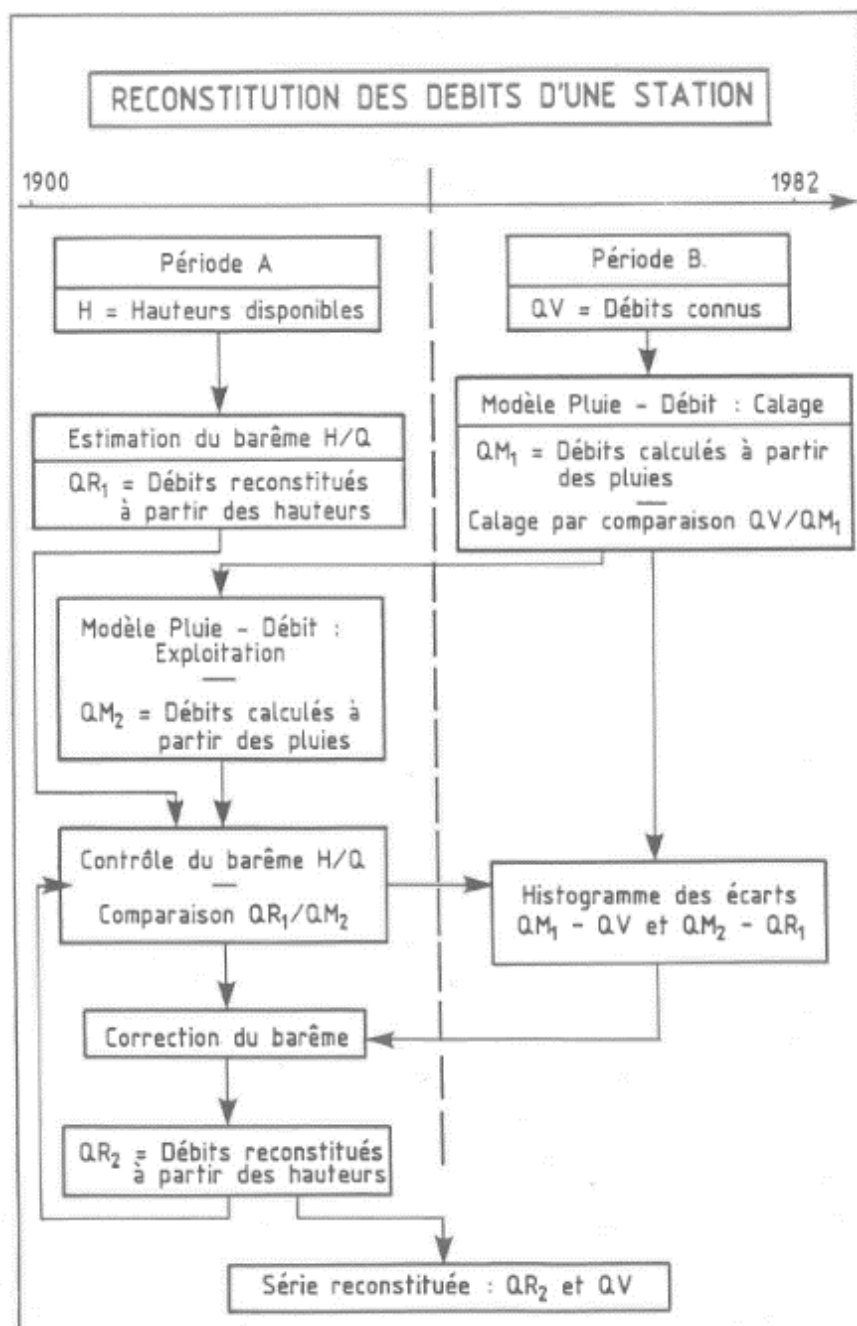 RECONSTITUTION DES DEBITS D'UNE STATION
1900
1982
Période A
H = Hauteurs disponibles
Période B.
QV = Débits connus
Estimation du barême H/Q
QR₁ = Débits reconstitués
à partir des hauteurs
Modèle Pluie - Débit : Calage
QM₁ = Débits calculés à partir
des pluies
Calage par comparaison QV/QM₁
Modèle Pluie - Débit :
Exploitation
QM₂ = Débits calculés à
partir des pluies
Contrôle du barême H/Q
Comparaison QR₁/QM₂
Histogramme des écarts
QM₁ - QV et QM₂ - QR₁
Correction du barême
QR₂ = Débits reconstitués
à partir des hauteurs
Série reconstituée : QR₂ et QV